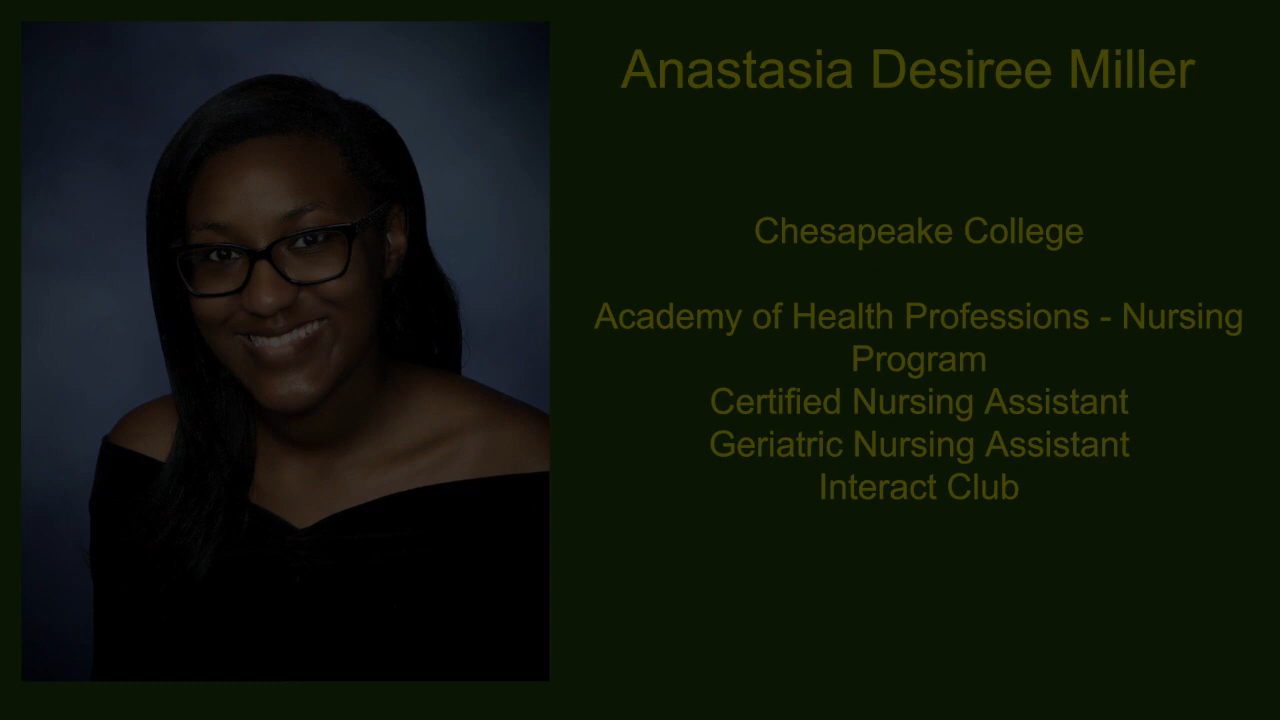 Anastasia Desiree Miller
Chesapeake College
Academy of Health Professions - Nursing
Program
Certified Nursing Assistant
Geriatric Nursing Assistant
Interact Club